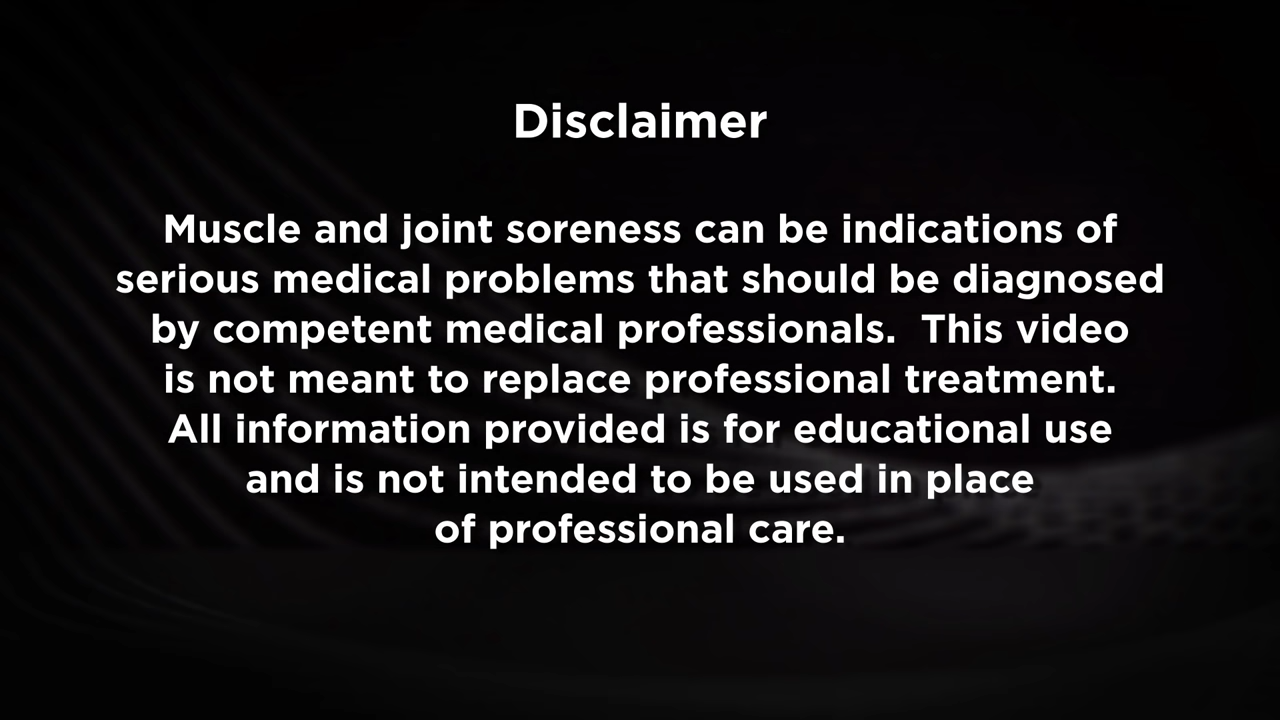 Disclaimer
Muscle and joint soreness can be indications of
serious medical problems that should be diagnosed
by competent medical professionals.  This video
is not meant to replace professional treatment.
All information provided is for educational use
and is not intended to be used in place
of professional care.